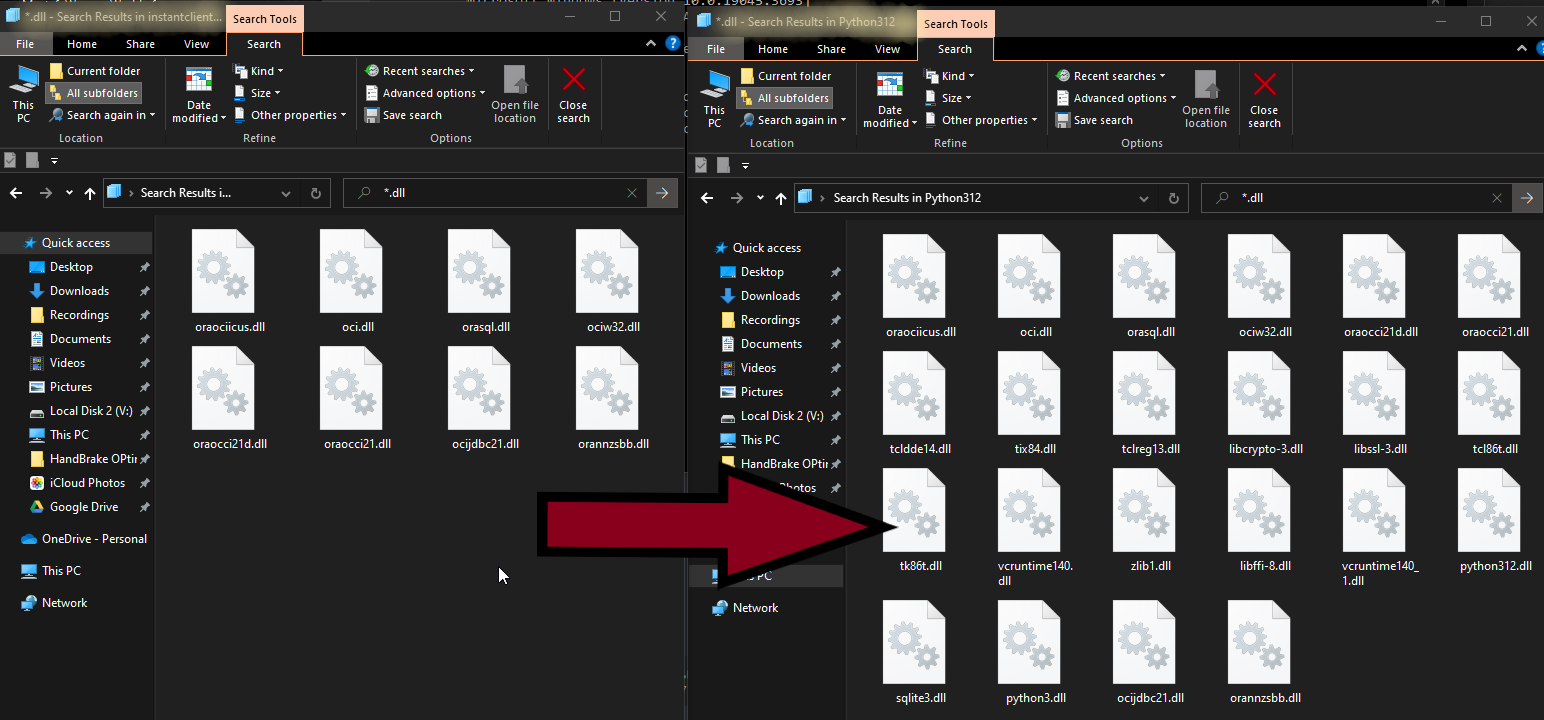 *.dll - Search Results in instantclient...
Search Tools
File
Home
Share
View
Search
This PC
Current folder
All subfolders
Search again in
Location
Date modified
Kind
Size
Other properties
Refine
Recent searches
Advanced options
Save search
Open file location
Options
Close search
Search Results i...
*.dll
Quick access
Desktop
Downloads
Recordings
Documents
Videos
Pictures
Local Disk 2 (V:)
This PC
HandBrake OPtir
iCloud Photos
Google Drive
OneDrive - Personal
This PC
Network
oraociicus.dll
oci.dll
orasql.dll
ociw32.dll
oraocci21d.dll
oraocci21.dll
ocijdbc21.dll
orannzsbb.dll
10.0.19045.3693]
*.dll - Search Results in Python312
Search Tools
File
Home
Share
View
Search
This PC
Current folder
All subfolders
Search again in
Location
Date modified
Kind
Size
Other properties
Refine
Recent searches
Advanced options
Save search
Open file location
Options
Close search
Search Results in Python312
*.dll
Quick access
Desktop
Downloads
Recordings
Documents
Videos
Pictures
Local Disk 2 (V:)
This PC
HandBrake OPtir
Photos
PC
Network
oraociicus.dll
oci.dll
orasql.dll
ociw32.dll
oraocci21d.dll
oraocci21.dll
tcldde14.dll
tix84.dll
tclreg13.dll
libcrypto-3.dll
libssl-3.dll
tcl86t.dll
tk86t.dll
vcruntime140.
dll
zlib1.dll
libffi-8.dll
vcruntime140_
1.dll
python312.dll
sqlite3.dll
python3.dll
ocijdbc21.dll
orannzsbb.dll